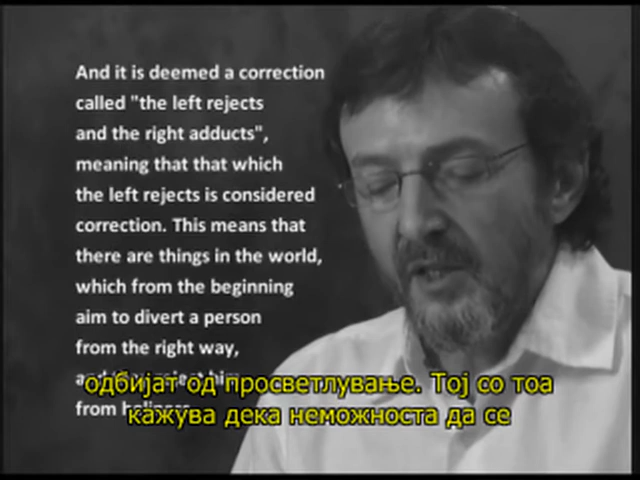 And it is deemed a correction
called "the left rejects
and the right adducts",
meaning that that which
the left rejects is considered
correction. This means that
there are things in the world,
which from the beginning
aim to divert a person
from the right way,
from
одбијат од просветлување. Тој со тоа
кажува дека неможноста да се